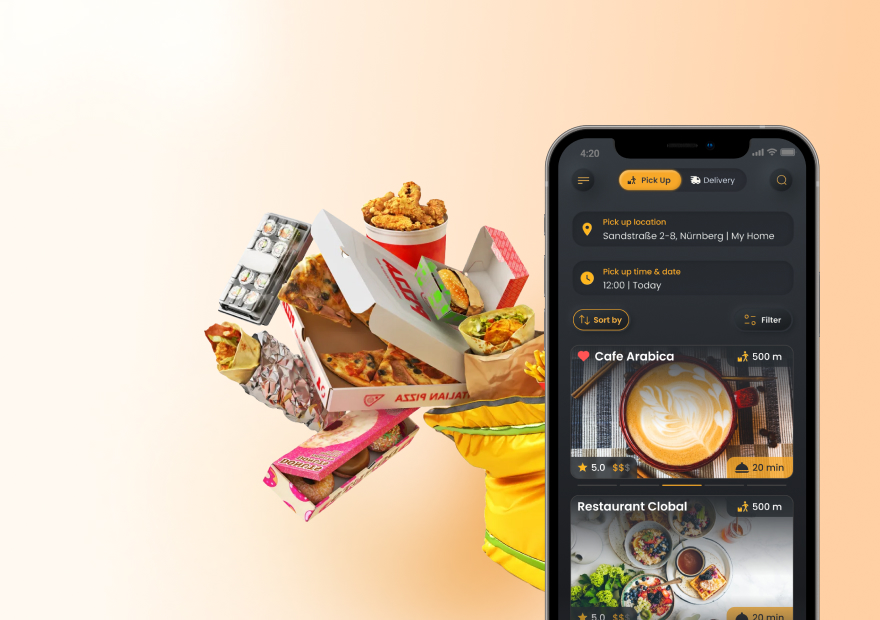 4:20
Pick Up
Delivery
Pick up location
Sandstraße 2-8, Nürnberg | My Home
Pick up time & date
12:00 | Today
Sort by
Filter
Cafe Arabica
500 m
5.0 $$$
20 min
Restaurant Clobal
500 m
5.0 $$$
20 min
ITALIAN PIZZA